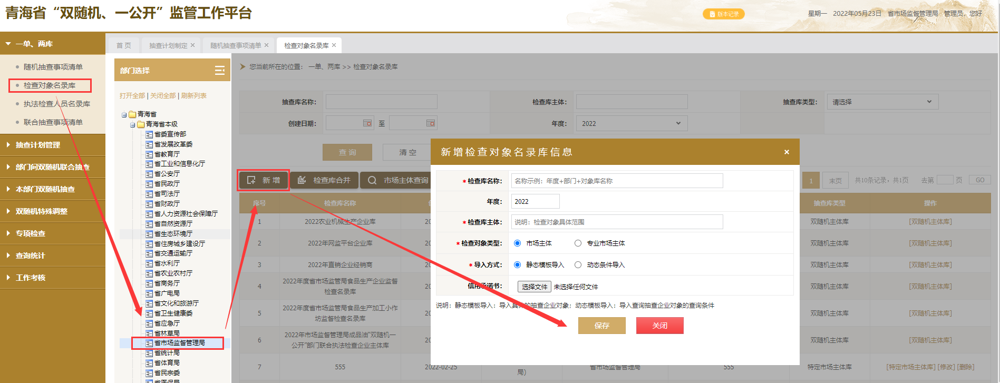 青海省“双随机、一公开”监管工作平台
版本记录
星期一 2022年05月23日 省市场监督管理局 管理员，您好
一单、两库
随机抽查事项清单
检查对象名录库
执法检查人员名录库
联合抽查事项清单
抽查计划管理
部门间双随机联合抽查
本部门双随机抽查
双随机特殊调整
专项检查
查询统计
工作考核
首页
抽查计划制定 ×
随机抽查事项清单 ×
检查对象名录库 ×
部门选择
打开全部 | 关闭全部 | 刷新列表
青海省
青海省本级
省委宣传部
省发展改革委
省教育厅
省工业和信息化厅
省公安厅
省民政厅
省司法厅
省财政厅
省人力资源社会保障厅
省自然资源厅
省生态环境厅
省住房城乡建设厅
省交通运输厅
省水利厅
省农业农村厅
省商务厅
省广电局
省文化和旅游厅
省卫生健康委
省应急厅
省林草局
省市场监督管理局
省统计局
省体育局
省民宗委
省医保局
您当前所在的位置： 一单、两库 >> 检查对象名录库
抽查库名称：
检查库主体：
抽查库类型： 请选择
创建日期： 至
年度： 2022
查 询
清 空
新 增
检查库合并
市场主体查询
1 末页 共10条记录，共1页 去第 页 GO
序号 检查库名称 抽查库类型 操作
1 2022农业机械生产企业库 20 双随机主体库 [双随机主体库]
2 2022年网监平台企业库 20 双随机主体库 [双随机主体库]
3 2022年直销企业经销商 20 双随机主体库 [双随机主体库]
4 2022年度省市场监管局食品生产企业监督
检查名录库 20 双随机主体库 [双随机主体库]
5 2022年度省市场监管局食品生产加工小作
坊监督检查名录库 20 双随机主体库 [双随机主体库]
6 2022年市场监督管理局成品油“双随机一
公开”部门联合执法检查企业主体库 20 双随机主体库 [双随机主体库]
7 555 2022-02-25 局） 省市场监督管理局 555 特定市场主体库 [特定市场主体库] [修改] [删除]
新增检查对象名录库信息 ×
*检查库名称： 名称示例：年度+部门+对象库名称
年度： 2022
*检查库主体： 说明：检查对象具体范围
*检查对象类型： 市场主体 专业市场主体
*导入方式： 静态模板导入 动态条件导入
信用承诺书： 选择文件 未选择任何文件
说明：静态模板导入：导入具体的抽查企业对象；动态模板导入：导入查询抽查企业对象的查询条件
保存
关闭